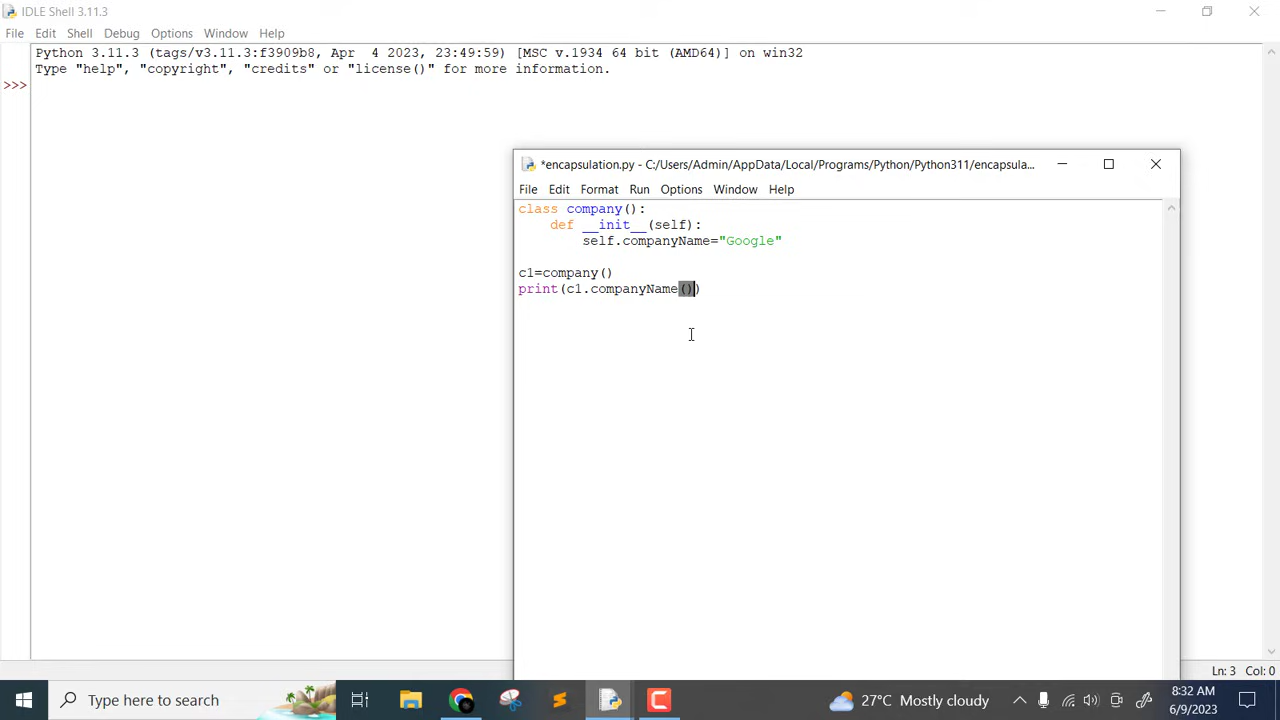 IDLE Shell 3.11.3
File Edit Shell Debug Options Window Help
Python 3.11.3 (tags/v3.11.3:f3909b8, Apr  4 2023, 23:49:59) [MSC v.1934 64 bit (AMD64)] on win32
Type "help", "copyright", "credits" or "license()" for more information.
>>>
*encapsulation.py - C:/Users/Admin/AppData/Local/Programs/Python/Python311/encapsula...
File Edit Format Run Options Window Help
class company():
    def __init__(self):
        self.companyName="Google"
c1=company()
print(c1.companyName())
Ln: 3 Col: 0
Type here to search
27°C Mostly cloudy
8:32 AM
6/9/2023